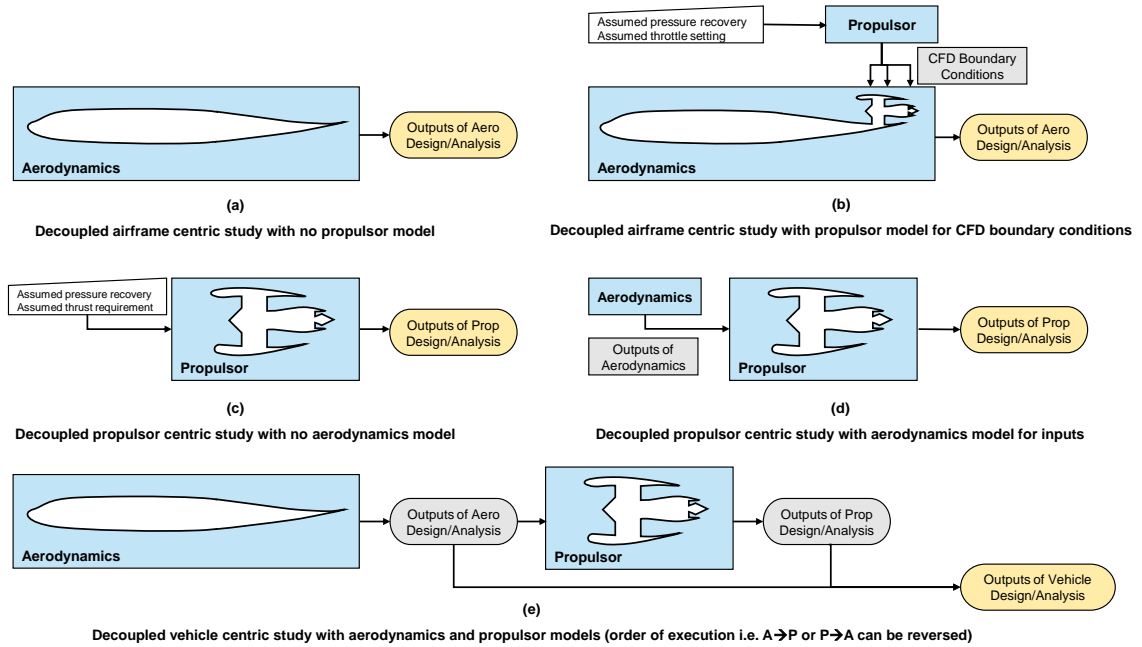 Outputs of Aero
Design/Analysis
Aerodynamics
(a)
Decoupled airframe centric study with no propulsor model
Assumed pressure recovery
Assumed throttle setting
Propulsor
CFD Boundary
Conditions
Outputs of Aero
Design/Analysis
Aerodynamics
(b)
Decoupled airframe centric study with propulsor model for CFD boundary conditions
Assumed pressure recovery
Assumed thrust requirement
Outputs of Prop
Design/Analysis
Propulsor
(c)
Decoupled propulsor centric study with no aerodynamics model
Aerodynamics
Outputs of
Aerodynamics
Outputs of Prop
Design/Analysis
Propulsor
(d)
Decoupled propulsor centric study with aerodynamics model for inputs
Aerodynamics
Outputs of Aero
Design/Analysis
Propulsor
Outputs of Prop
Design/Analysis
Outputs of Vehicle
Design/Analysis
(e)
Decoupled vehicle centric study with aerodynamics and propulsor models (order of execution i.e. A→P or P→A can be reversed)